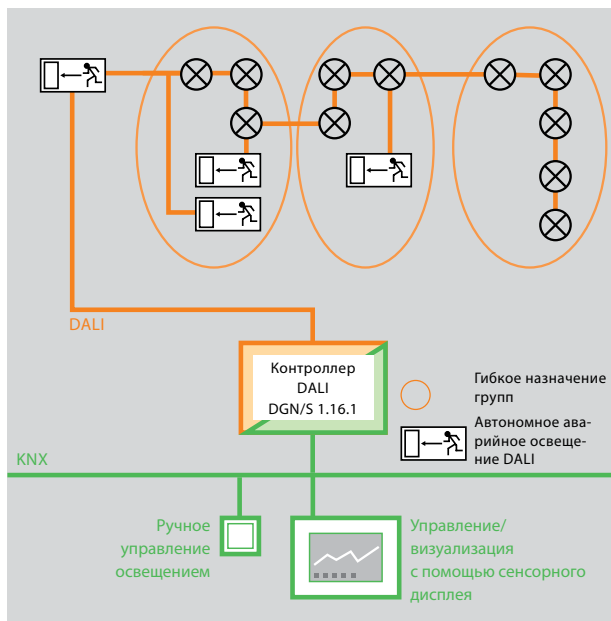 DALI
Контроллер
DALI
DGN/S 1.16.1
Гибкое назначение
групп
Автономное ава-
рийное освеще-
ние DALI
KNX
Ручное
управление
освещением
Управление/
визуализация
с помощью сенсорного
дисплея